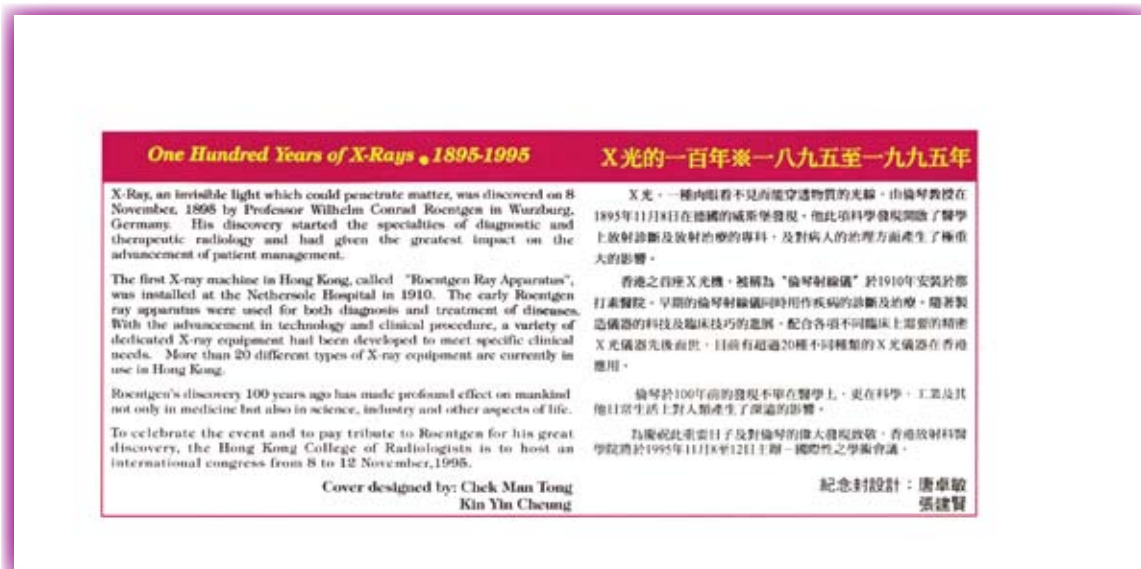 One Hundred Years of X-Rays • 1895-1995
X-Ray, an invisible light which could penetrate matter, was discoverd on 8
November, 1895 by Professor Wilhelm Conrad Roentgen in Wurzburg,
Germany. His discovery started the specialties of diagnostic and
therapeutic radiology and had given the greatest impact on the
advancement of patient management.
The first X-ray machine in Hong Kong, called "Roentgen Ray Apparatus",
was installed at the Nethersole Hospital in 1910. The early Roentgen
ray apparatus were used for both diagnosis and treatment of diseases.
With the advancement in technology and clinical procedure, a variety of
dedicated X-ray equipment had been developed to meet specific clinical
needs. More than 20 different types of X-ray equipment are currently in
use in Hong Kong.
Roentgen's discovery 100 years ago has made profound effect on mankind
not only in medicine but also in science, industry and other aspects of life.
To celebrate the event and to pay tribute to Roentgen for his great
discovery, the Hong Kong College of Radiologists is to host an
international congress from 8 to 12 November,1995.
Cover designed by: Chek Man Tong
Kin Yin Cheung
X光的一百年※一八九五至一九九五年
X光,一種肉眼看不見而能穿透物質的光線,由倫琴教授在
1895年11月8日在德國的威斯堡發現。他此項科學發現開啟了醫學
上放射診斷及放射治療的專科,及對病人的治理方面產生了極重
大的影響。
香港之首座X光機,被稱為“倫琴射線儀”於1910年安裝於那
打素醫院。早期的倫琴射線儀同時用作疾病的診斷及治療。隨著製
造儀器的科技及臨床技巧的進展,配合各項不同臨床上需要的精密
X光儀器先後面世,目前有超過20種不同種類的X光儀器在香港
應用。
倫琴於100年前的發現不單在醫學上,更在科學,工業及其
他日常生活上對人類產生了深遠的影響。
為慶祝此重要日子及對倫琴的偉大發現致敬,香港放射科醫
學院將於1995年11月8至12日主辦一國際性之學術會議。
紀念封設計:唐卓敏
張建賢